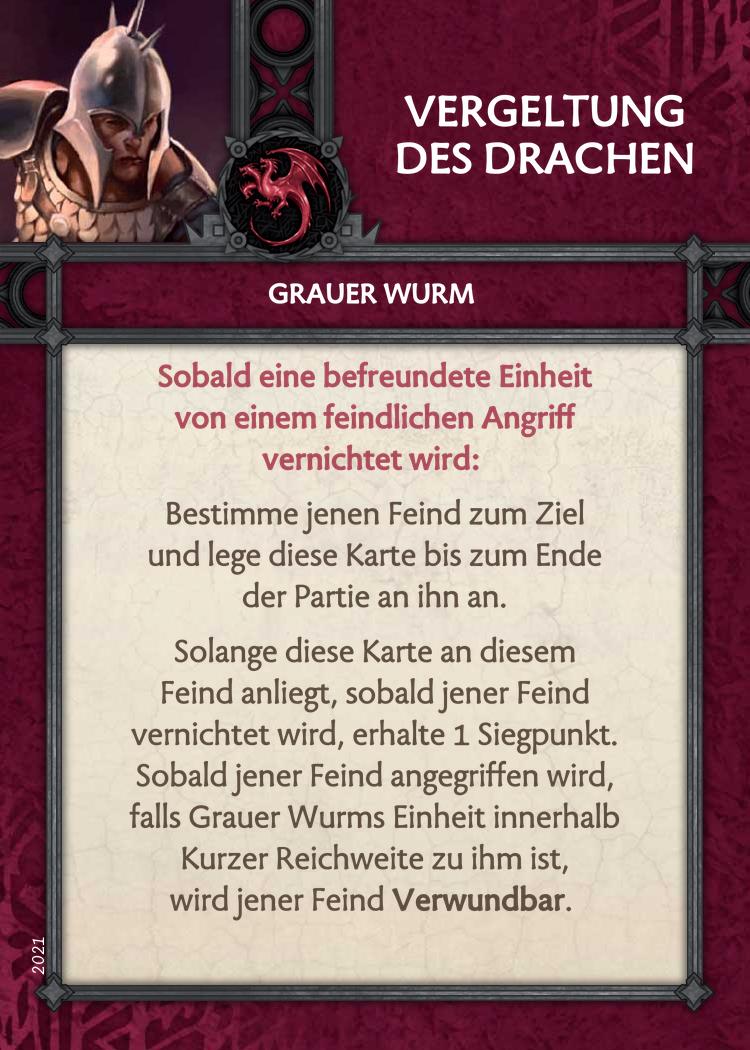 VERGELTUNG
DES DRACHEN
GRAUER WURM
Sobald eine befreundete Einheit
von einem feindlichen Angriff
vernichtet wird:
Bestimme jenen Feind zum Ziel
und lege diese Karte bis zum Ende
der Partie an ihn an.
Solange diese Karte an diesem
Feind anliegt, sobald jener Feind
vernichtet wird, erhalte 1 Siegpunkt.
Sobald jener Feind angegriffen wird,
falls Grauer Wurms Einheit innerhalb
Kurzer Reichweite zu ihm ist,
wird jener Feind Verwundbar.
2021